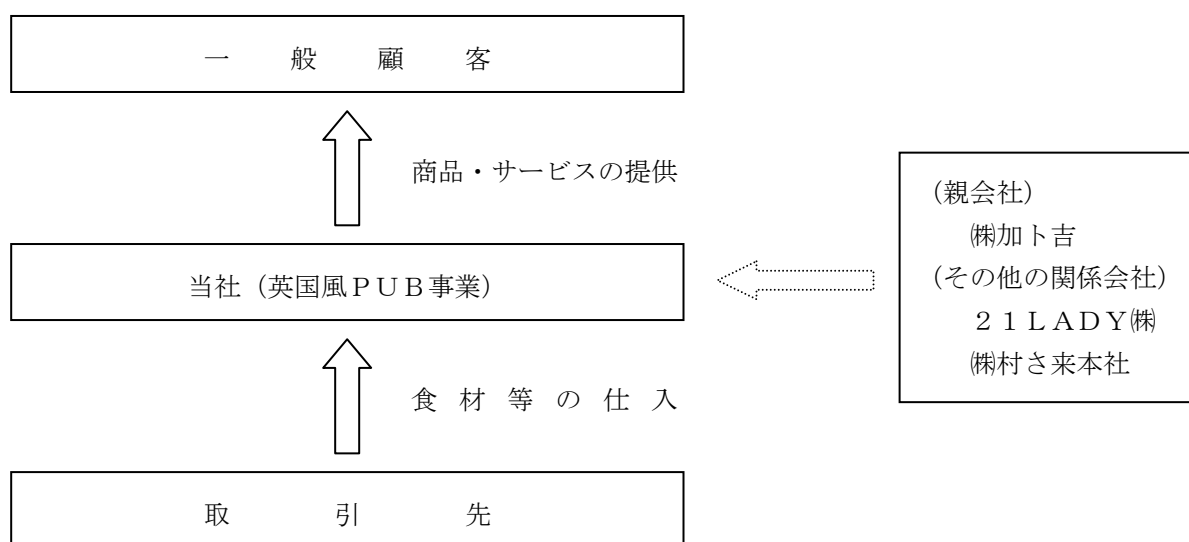 一般顧客
商品・サービスの提供
当社（英国風ＰＵＢ事業）
食材等の仕入
取引先
（親会社）
㈱加ト吉
（その他の関係会社）
２１ＬＡＤＹ㈱
㈱村さ来本社